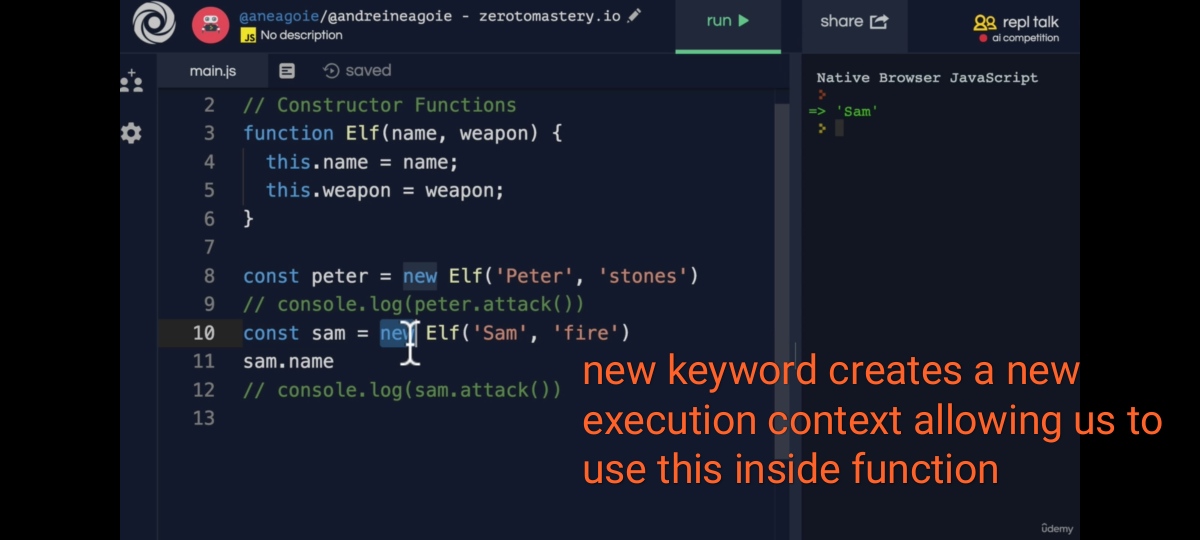 @aneagoie/@andreineagoie - zerotomastery.io
JS No description
run
share
repl talk
ai competition
main.js
saved
Native Browser JavaScript
=> 'Sam'
2 // Constructor Functions
3 function Elf(name, weapon) {
4 this.name = name;
5 this.weapon = weapon;
6 }
7
8 const peter = new Elf('Peter', 'stones')
9 // console.log(peter.attack())
10 const sam = new Elf('Sam', 'fire')
11 sam.name
12 // console.log(sam.attack())
13
new keyword creates a new
execution context allowing us to
use this inside function
ûdemy